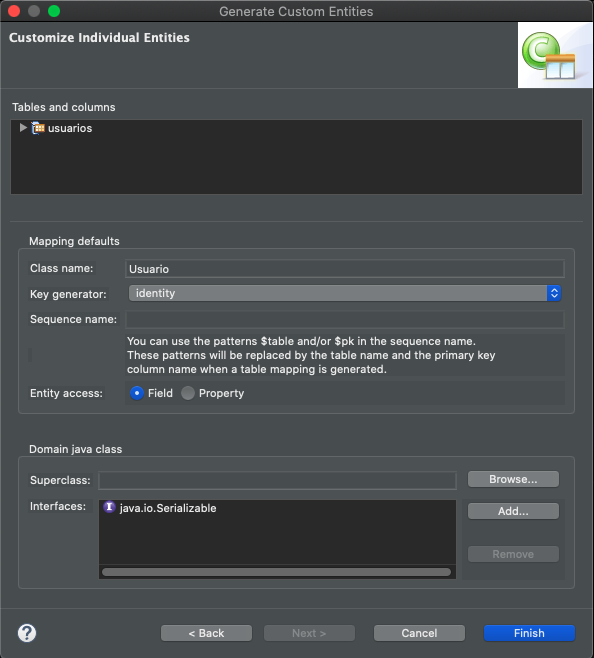 Generate Custom Entities
Customize Individual Entities
Tables and columns
usuarios
Mapping defaults
Class name: Usuario
Key generator: identity
Sequence name:
You can use the patterns $table and/or $pk in the sequence name.
These patterns will be replaced by the table name and the primary key
column name when a table mapping is generated.
Entity access: Field Property
Domain java class
Superclass: Browse...
Interfaces: java.io.Serializable Add...
Remove
? < Back Next > Cancel Finish